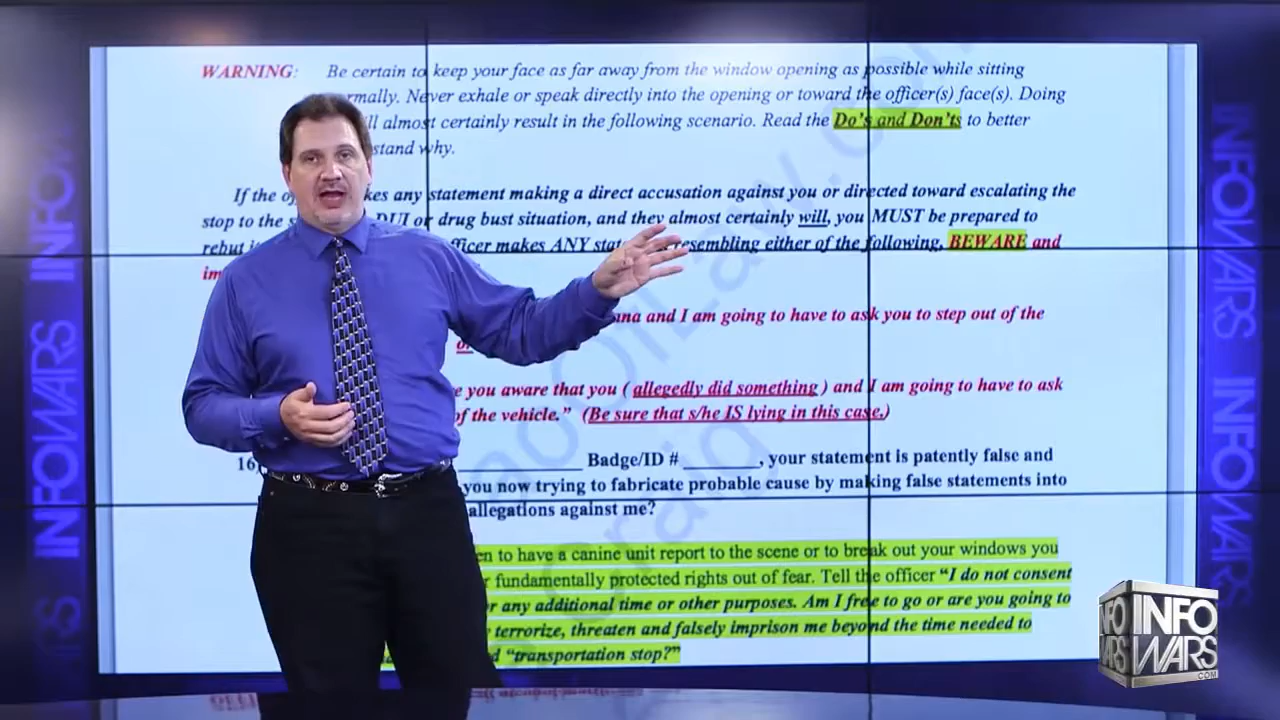 WARNING: Be certain to keep your face as far away from the window opening as possible while sitting
rmally. Never exhale or speak directly into the opening or toward the officer(s) face(s). Doing
ll almost certainly result in the following scenario. Read the Do's and Don'ts to better
stand why.
If the of kes any statement making a direct accusation against you or directed toward escalating the
stop to the s DUI or drug bust situation, and they almost certainly will, you MUST be prepared to
rebut i fficer makes ANY stat resembling either of the following, BEWARE and
im
ana and I am going to have to ask you to step out of the
or
e you aware that you ( allegedly did something ) and I am going to have to ask
of the vehicle." (Be sure that s/he IS lying in this case.)
16 Badge/ID # , your statement is patently false and
you now trying to fabricate probable cause by making false statements into
allegations against me?
en to have a canine unit report to the scene or to break out your windows you
r fundamentally protected rights out of fear. Tell the officer "I do not consent
r any additional time or other purposes. Am I free to go or are you going to
terrorize, threaten and falsely imprison me beyond the time needed to
d "transportation stop?"
INFOWARS
INFOWARS
INFOWARS
INFOWARS
INFO
WARS
.COM